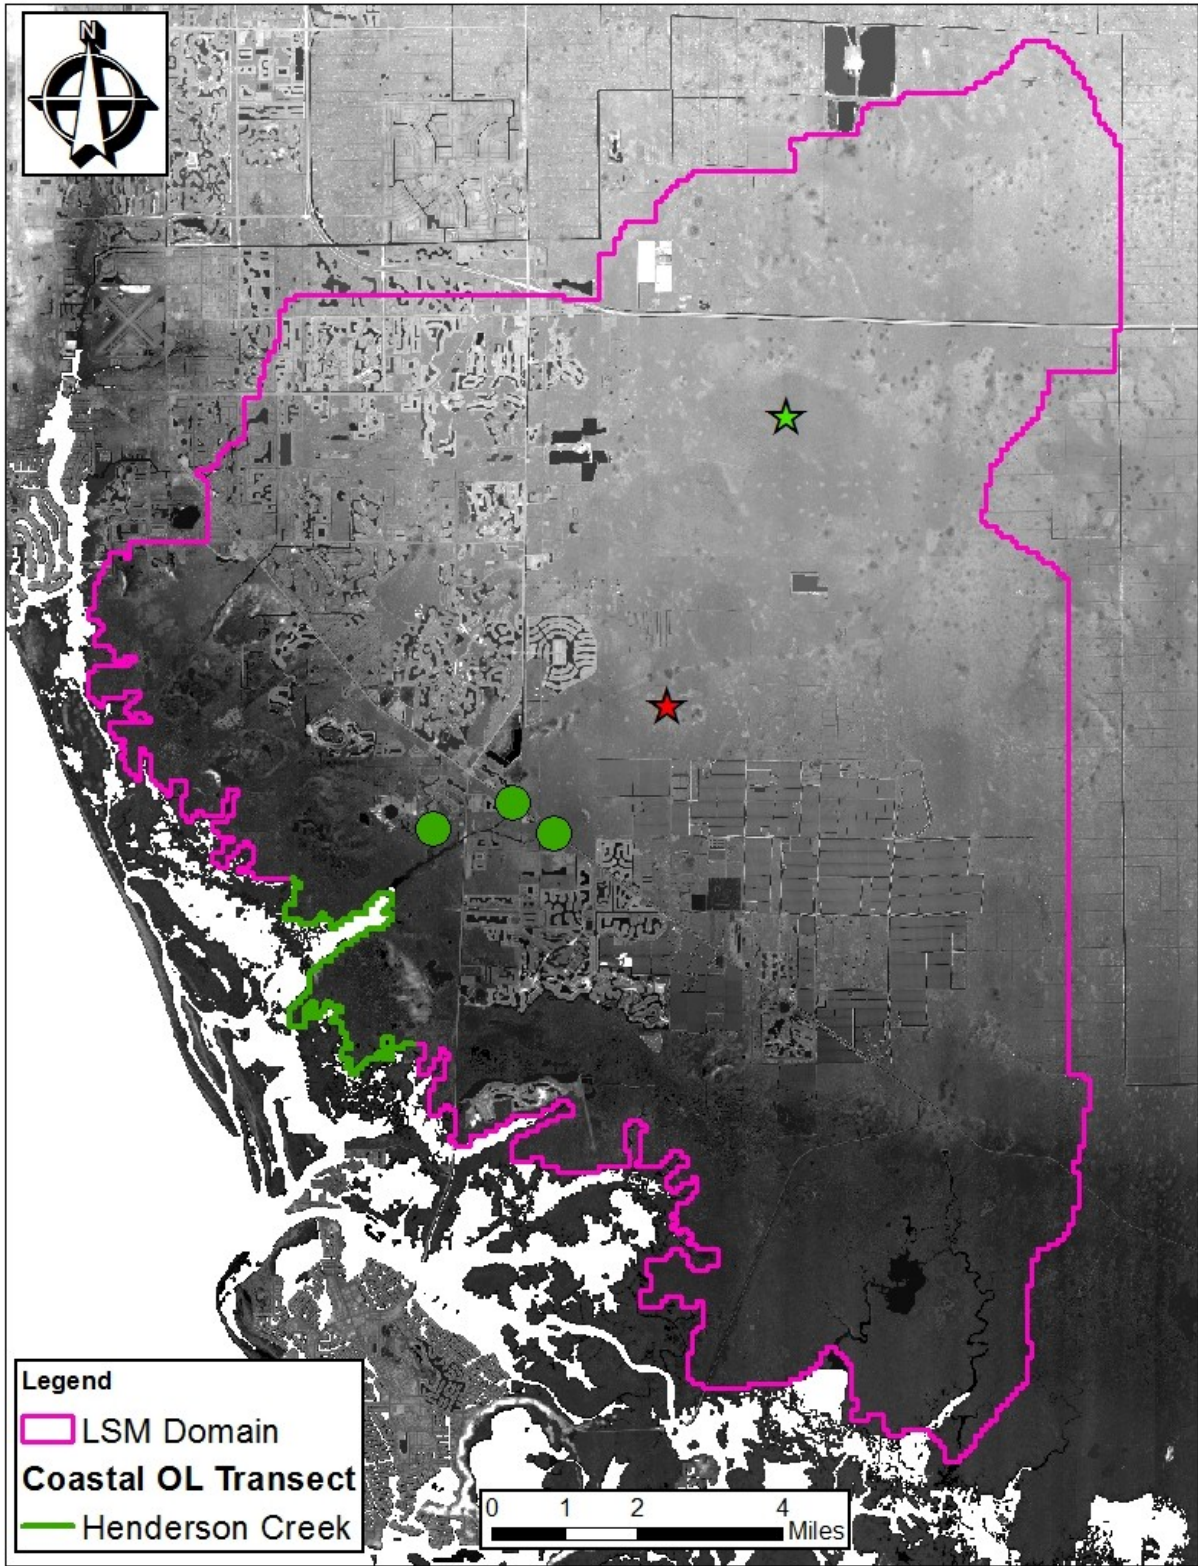 N
Legend
LSM Domain
Coastal OL Transect
Henderson Creek
0 1 2 4
Miles